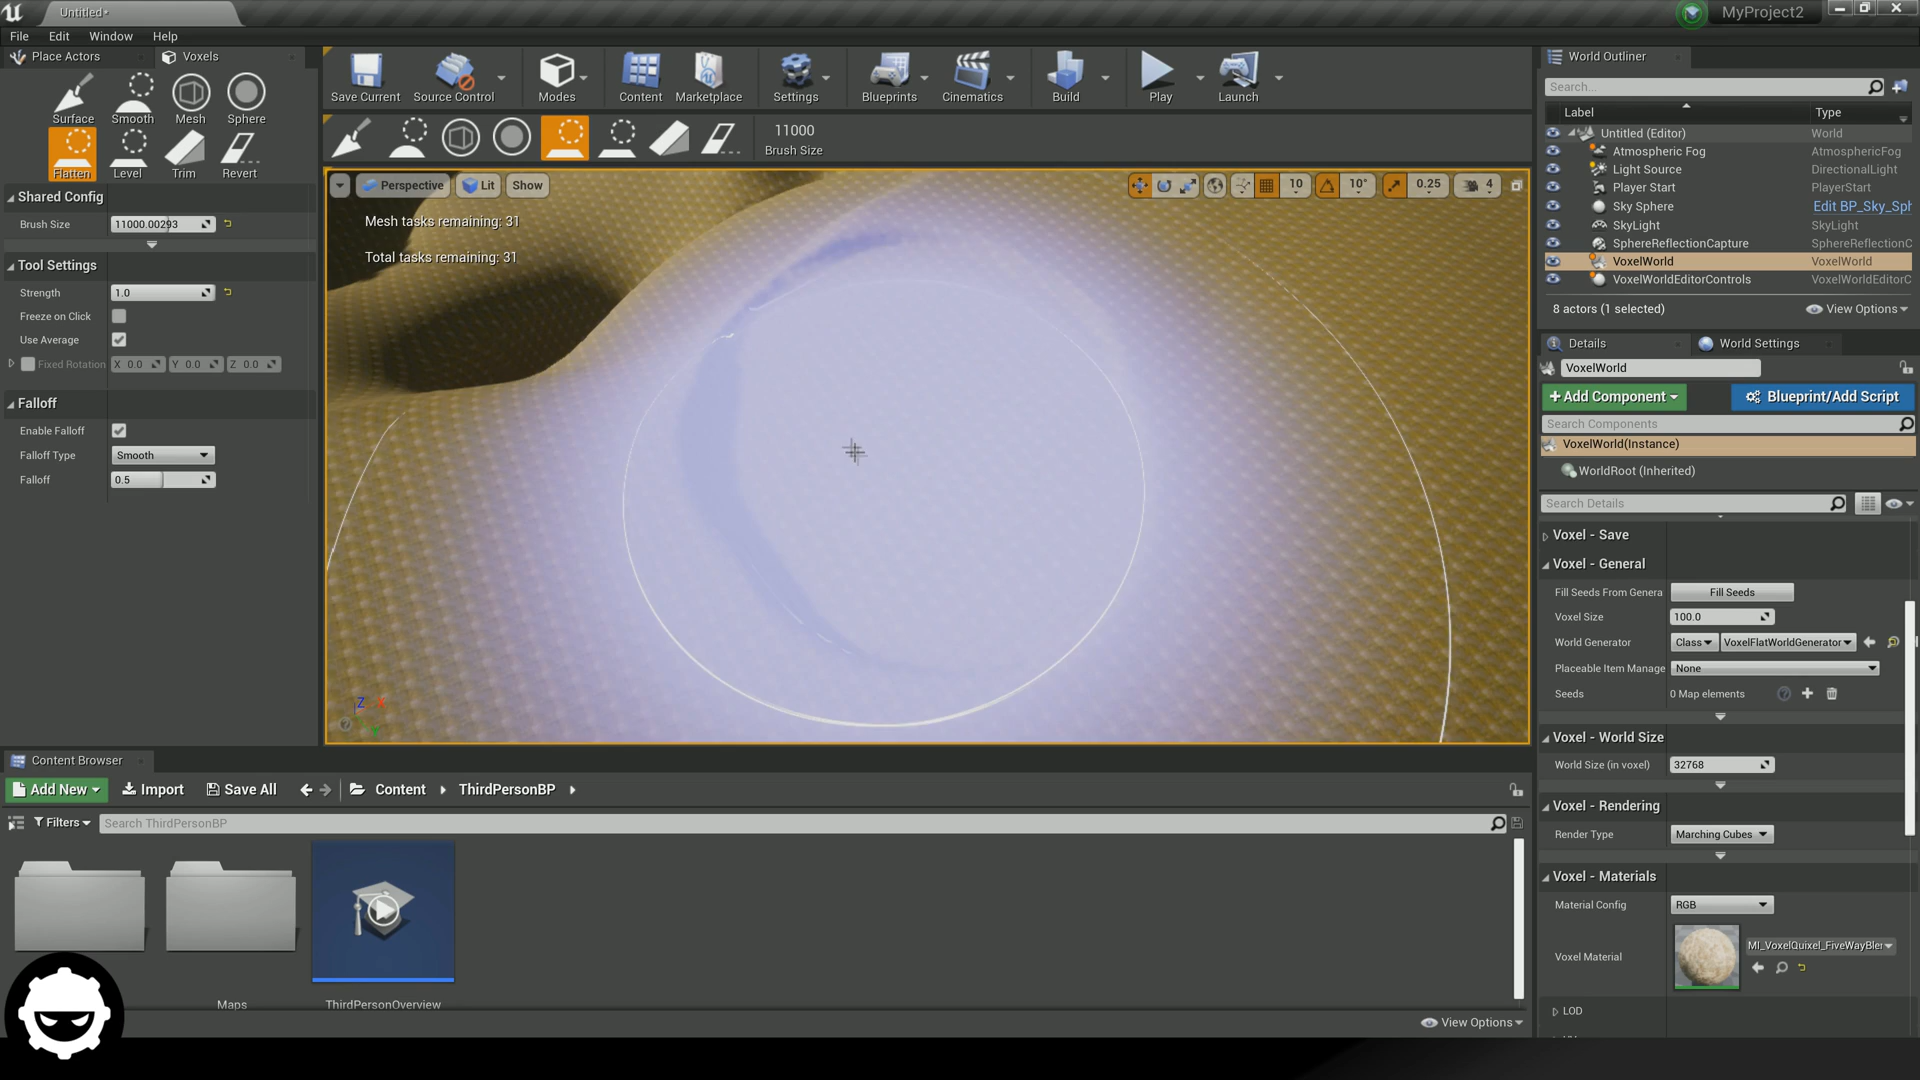 Untitled*
MyProject2
File Edit Window Help
Place Actors
Voxels
Surface Smooth Mesh Sphere
Flatten Level Trim Revert
Shared Config
Brush Size 11000.00293
Tool Settings
Strength 1.0
Freeze on Click
Use Average
Fixed Rotation X 0.0 Y 0.0 Z 0.0
Falloff
Enable Falloff
Falloff Type Smooth
Falloff 0.5
Save Current Source Control Modes Content Marketplace Settings Blueprints Cinematics Build Play Launch
11000
Brush Size
Perspective Lit Show
10 10° 0.25 4
Mesh tasks remaining: 31
Total tasks remaining: 31
Z X
Y
World Outliner
Search...
Label Type
Untitled (Editor) World
Atmospheric Fog AtmosphericFog
Light Source DirectionalLight
Player Start PlayerStart
Sky Sphere Edit BP_Sky_Sph
SkyLight SkyLight
SphereReflectionCapture SphereReflectionC
VoxelWorld VoxelWorld
VoxelWorldEditorControls VoxelWorldEditorC
8 actors (1 selected) View Options
Details World Settings
VoxelWorld
+Add Component Blueprint/Add Script
Search Components
VoxelWorld(Instance)
WorldRoot (Inherited)
Search Details
Voxel - Save
Voxel - General
Fill Seeds From Genera Fill Seeds
Voxel Size 100.0
World Generator Class VoxelFlatWorldGenerator
Placeable Item Manage None
Seeds 0 Map elements
Voxel - World Size
World Size (in voxel) 32768
Voxel - Rendering
Render Type Marching Cubes
Voxel - Materials
Material Config RGB
Voxel Material MI_VoxelQuixel_FiveWayBler
LOD
Content Browser
Add New Import Save All Content ThirdPersonBP
Filters Search ThirdPersonBP
Maps ThirdPersonOverview
View Options